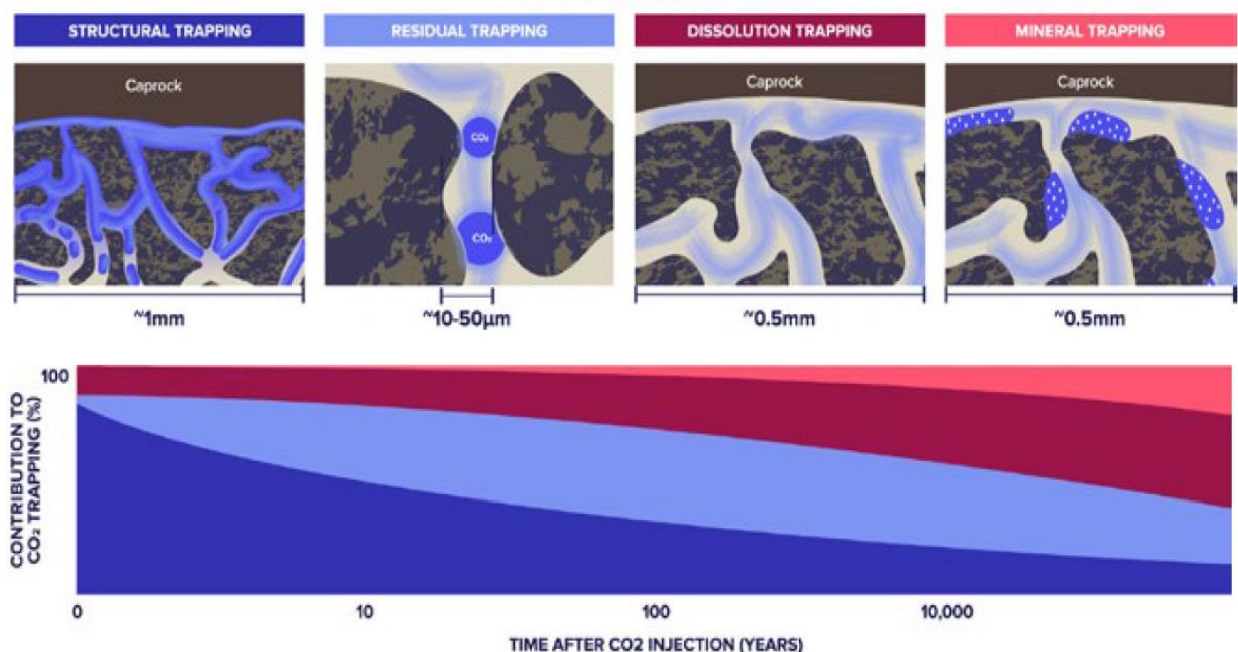 STRUCTURAL TRAPPING
RESIDUAL TRAPPING
DISSOLUTION TRAPPING
MINERAL TRAPPING
Caprock
CO₂
CO₂
Caprock
Caprock
~1mm
~10-50µm
~0.5mm
~0.5mm
CONTRIBUTION TO
CO₂ TRAPPING (%)
100
0
10
100
10,000
TIME AFTER CO2 INJECTION (YEARS)